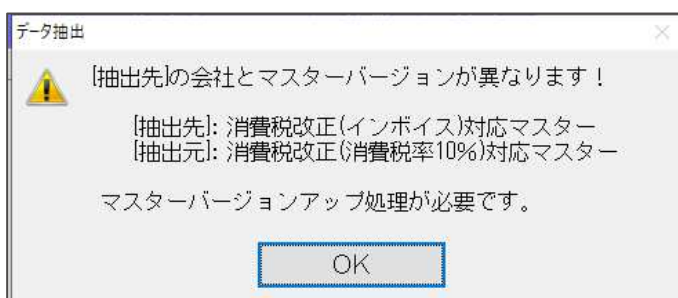 データ抽出
[抽出先]の会社とマスターバージョンが異なります！
[抽出先]: 消費税改正(インボイス)対応マスター
[抽出元]: 消費税改正(消費税率10%)対応マスター
マスターバージョンアップ処理が必要です。
OK